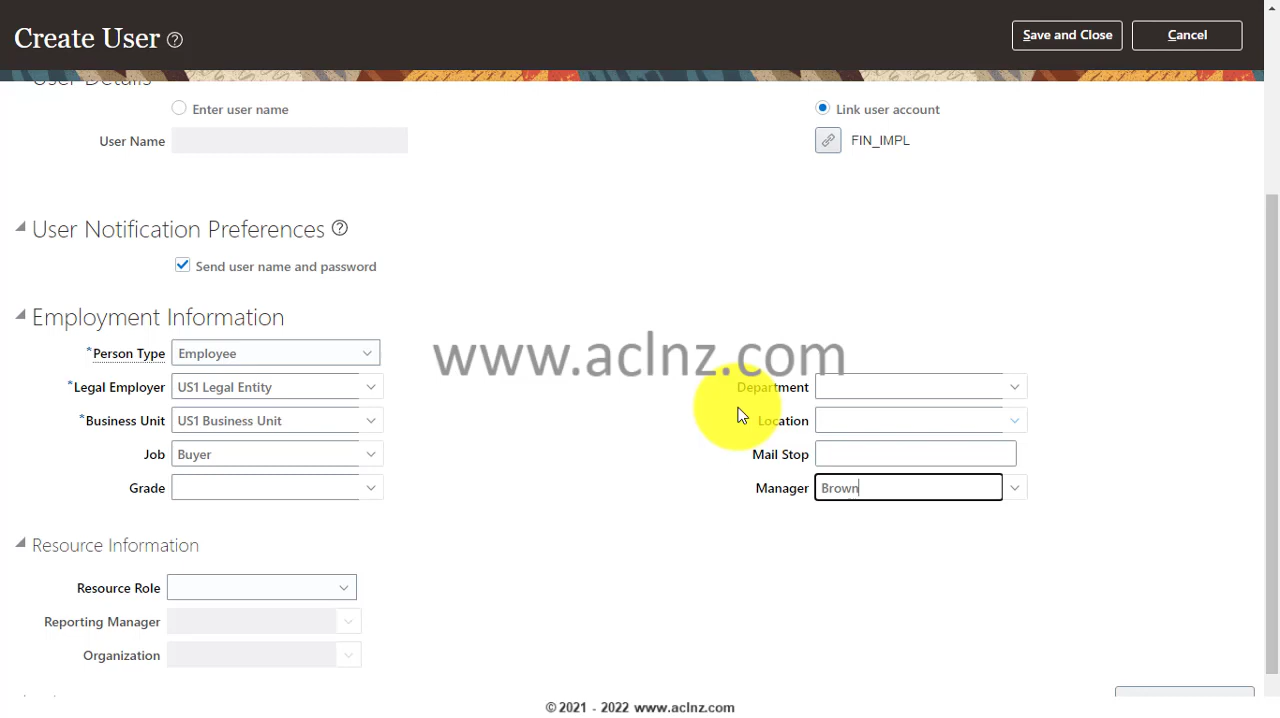 Create User
Save and Close
Cancel
User Details
Enter user name
Link user account
User Name
FIN_IMPL
User Notification Preferences
Send user name and password
Employment Information
*Person Type Employee
*Legal Employer US1 Legal Entity
Department
*Business Unit US1 Business Unit
Location
Job Buyer
Mail Stop
Grade
Manager Brown
www.aclnz.com
Resource Information
Resource Role
Reporting Manager
Organization
© 2021 - 2022 www.aclnz.com